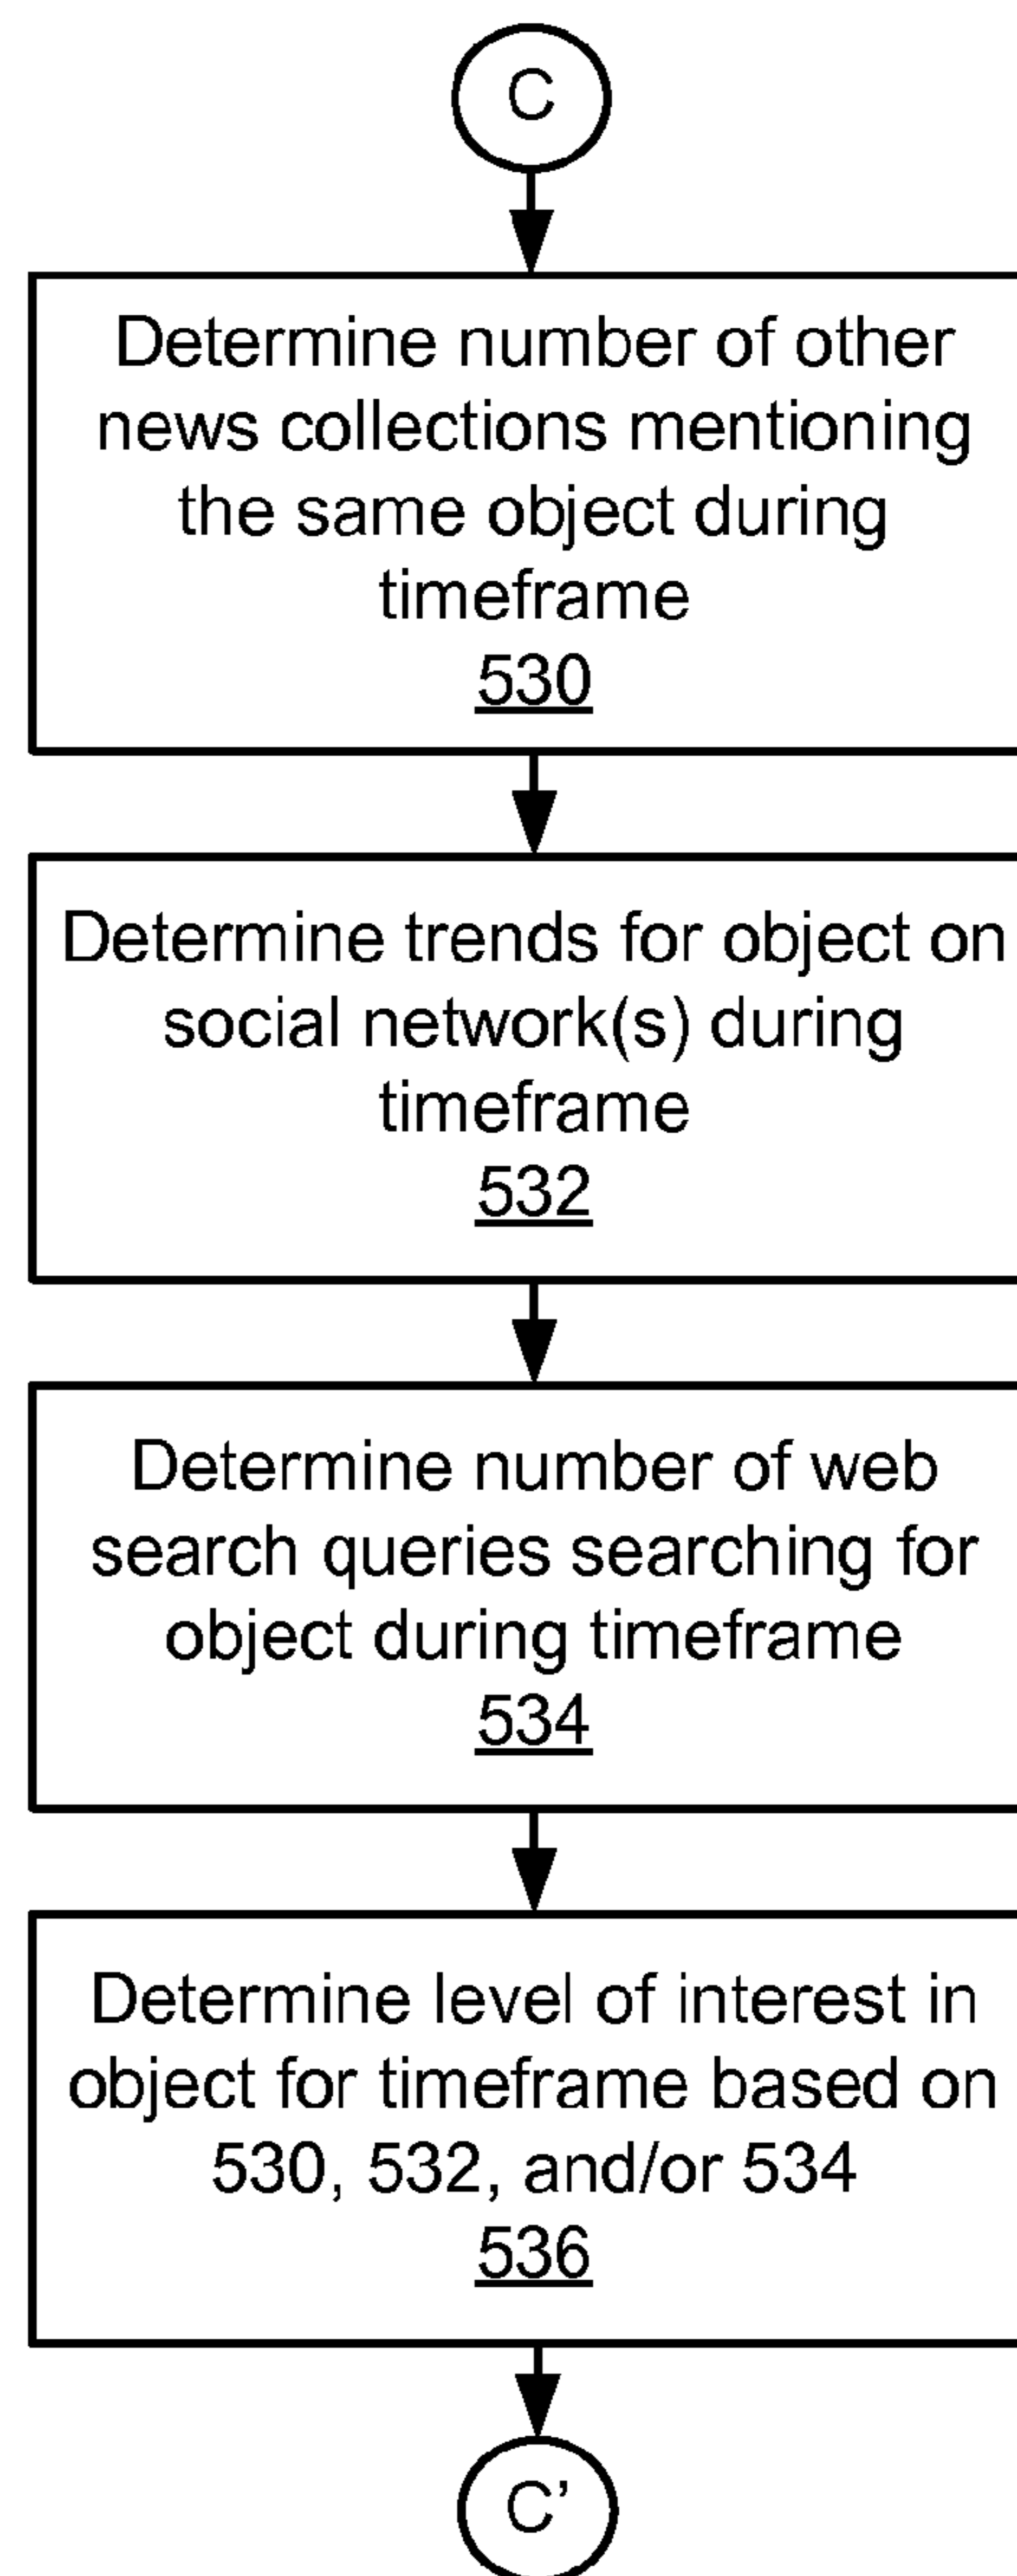 C
Determine number of other
news collections mentioning
the same object during
timeframe
530
Determine trends for object on
social network(s) during
timeframe
532
Determine number of web
search queries searching for
object during timeframe
534
Determine level of interest in
object for timeframe based on
530, 532, and/or 534
536
C’